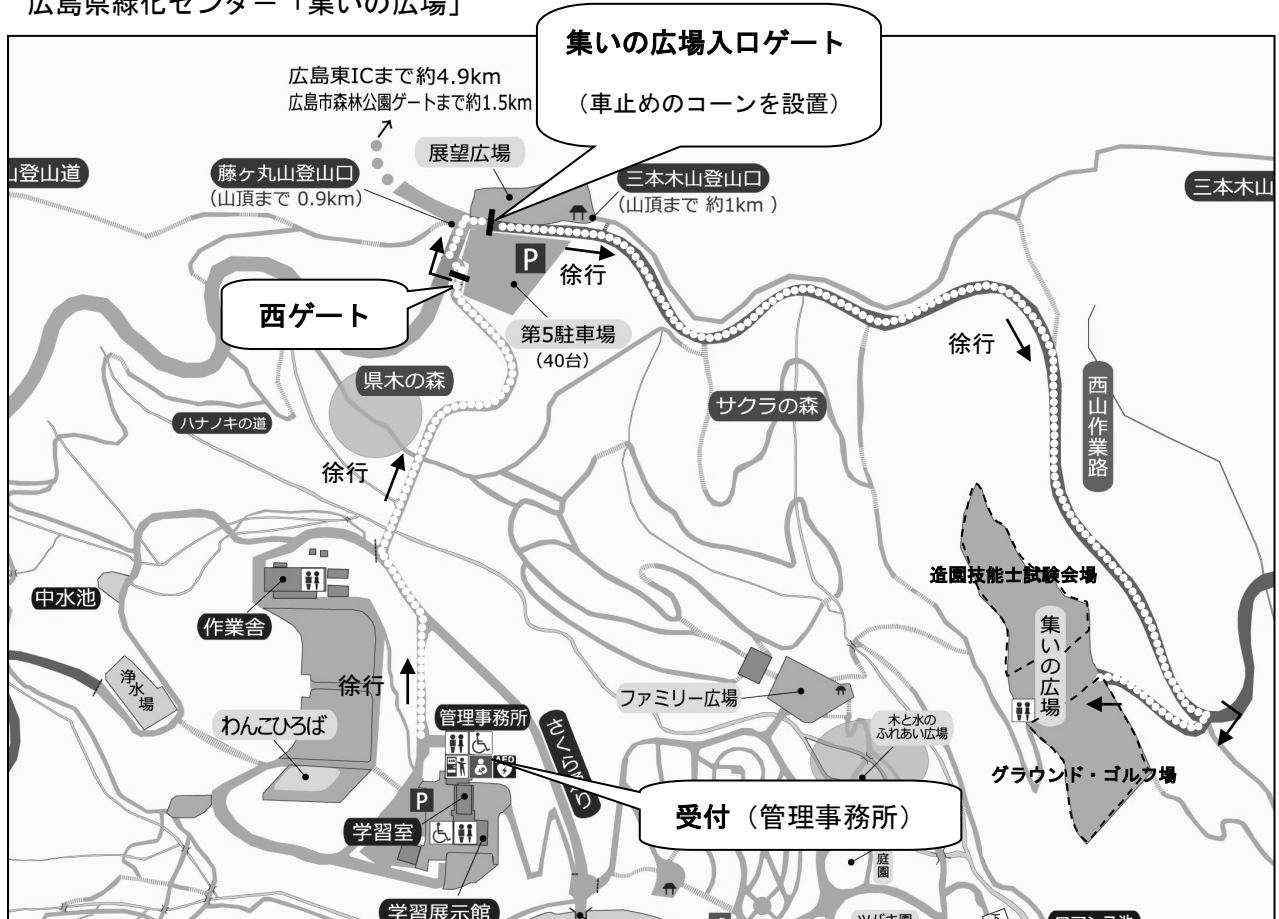 広島県緑化センター「集いの広場」
集いの広場入口ゲート
（車止めのコーンを設置）
広島東ICまで約4.9km
広島市森林公園ゲートまで約1.5km
展望広場
山登山道
藤ヶ丸山登山口
（山頂まで 0.9km）
三本木山登山口
（山頂まで 約1km ）
三本木山
P
徐行
西ゲート
第5駐車場
（40台）
徐行
県木の森
サクラの森
西山作業路
ハナノキの道
徐行
造園技能士試験会場
中水池
作業舎
集いの広場
浄水場
徐行
ファミリー広場
わんこひろば
管理事務所
木と水の
ふれあい広場
AED
グラウンド・ゴルフ場
P
受付（管理事務所）
学習室
庭園
学習展示館